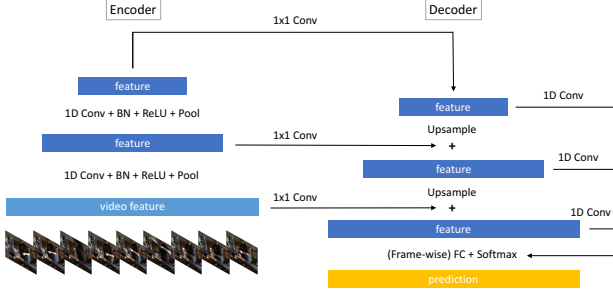 Encoder
Decoder
1x1 Conv
feature
1D Conv + BN + ReLU + Pool
feature
1D Conv + BN + ReLU + Pool
video feature
1x1 Conv
1x1 Conv
feature
1D Conv
Upsample
+
feature
1D Conv
Upsample
+
feature
1D Conv
(Frame-wise) FC + Softmax
prediction